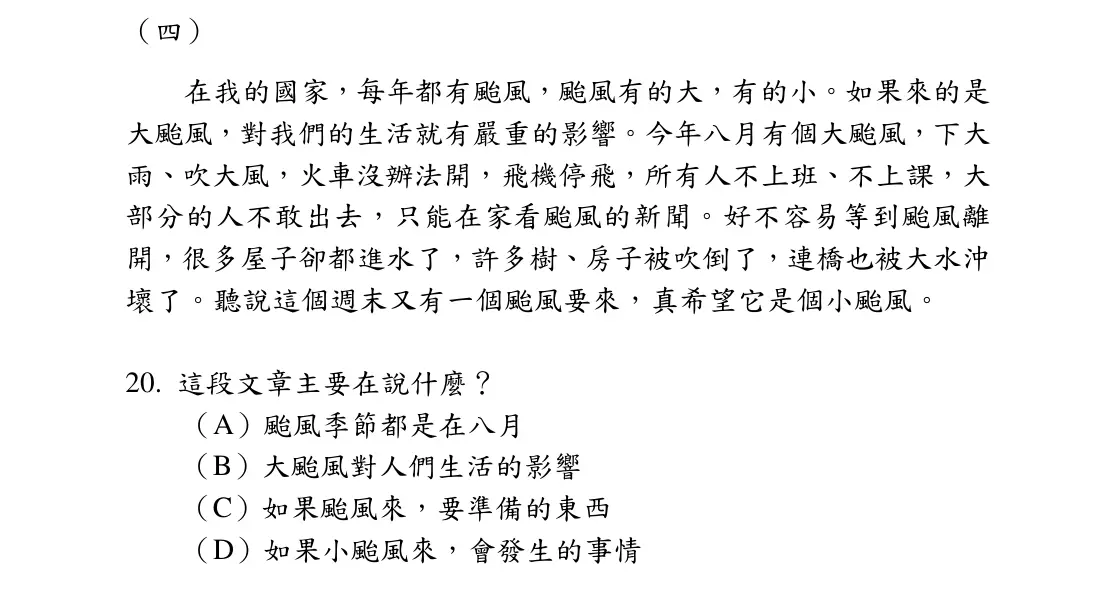 （四）
在我的國家，每年都有颱風，颱風有的大，有的小。如果來的是
大颱風，對我們的生活就有嚴重的影響。今年八月有個大颱風，下大
雨、吹大風，火車沒辦法開，飛機停飛，所有人不上班、不上課，大
部分的人不敢出去，只能在家看颱風的新聞。好不容易等到颱風離
開，很多屋子卻都進水了，許多樹、房子被吹倒了，連橋也被大水沖
壞了。聽說這個週末又有一個颱風要來，真希望它是個小颱風。
20. 這段文章主要在說什麼？
（A）颱風季節都是在八月
（B）大颱風對人們生活的影響
（C）如果颱風來，要準備的東西
（D）如果小颱風來，會發生的事情